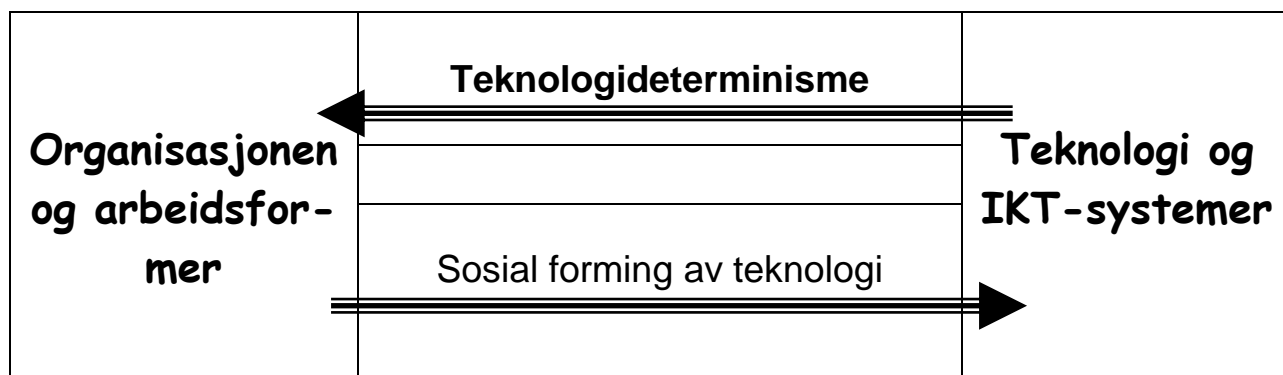 Teknologideterminisme
Organisasjonen
og arbeidsfor-
mer
Sosial forming av teknologi
Teknologi og
IKT-systemer